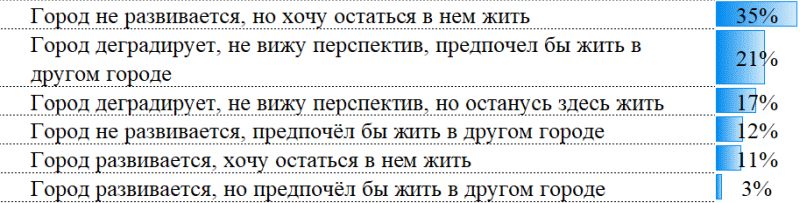 Город не развивается, но хочу остаться в нем жить 35%
Город деградирует, не вижу перспектив, предпочел бы жить в
другом городе 21%
Город деградирует, не вижу перспектив, но останусь здесь жить 17%
Город не развивается, предпочёл бы жить в другом городе 12%
Город развивается, хочу остаться в нем жить 11%
Город развивается, но предпочёл бы жить в другом городе 3%